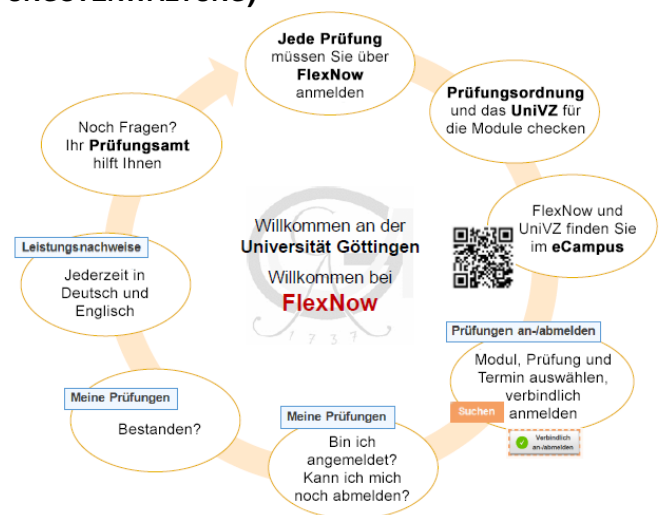 Jede Prüfung
müssen Sie über
FlexNow
anmelden
Prüfungsordnung
und das UniVZ für
die Module checken
FlexNow und
UniVZ finden Sie
im eCampus
Prüfungen an-/abmelden
Modul, Prüfung und
Termin auswählen,
verbindlich
anmelden
Suchen
Verbindlich
an-/abmelden
Meine Prüfungen
Bin ich
angemeldet?
Kann ich mich
noch abmelden?
Meine Prüfungen
Bestanden?
Leistungsnachweise
Jederzeit in
Deutsch und
Englisch
Noch Fragen?
Ihr Prüfungsamt
hilft Ihnen
Willkommen an der
Universität Göttingen
Willkommen bei
FlexNow
1737